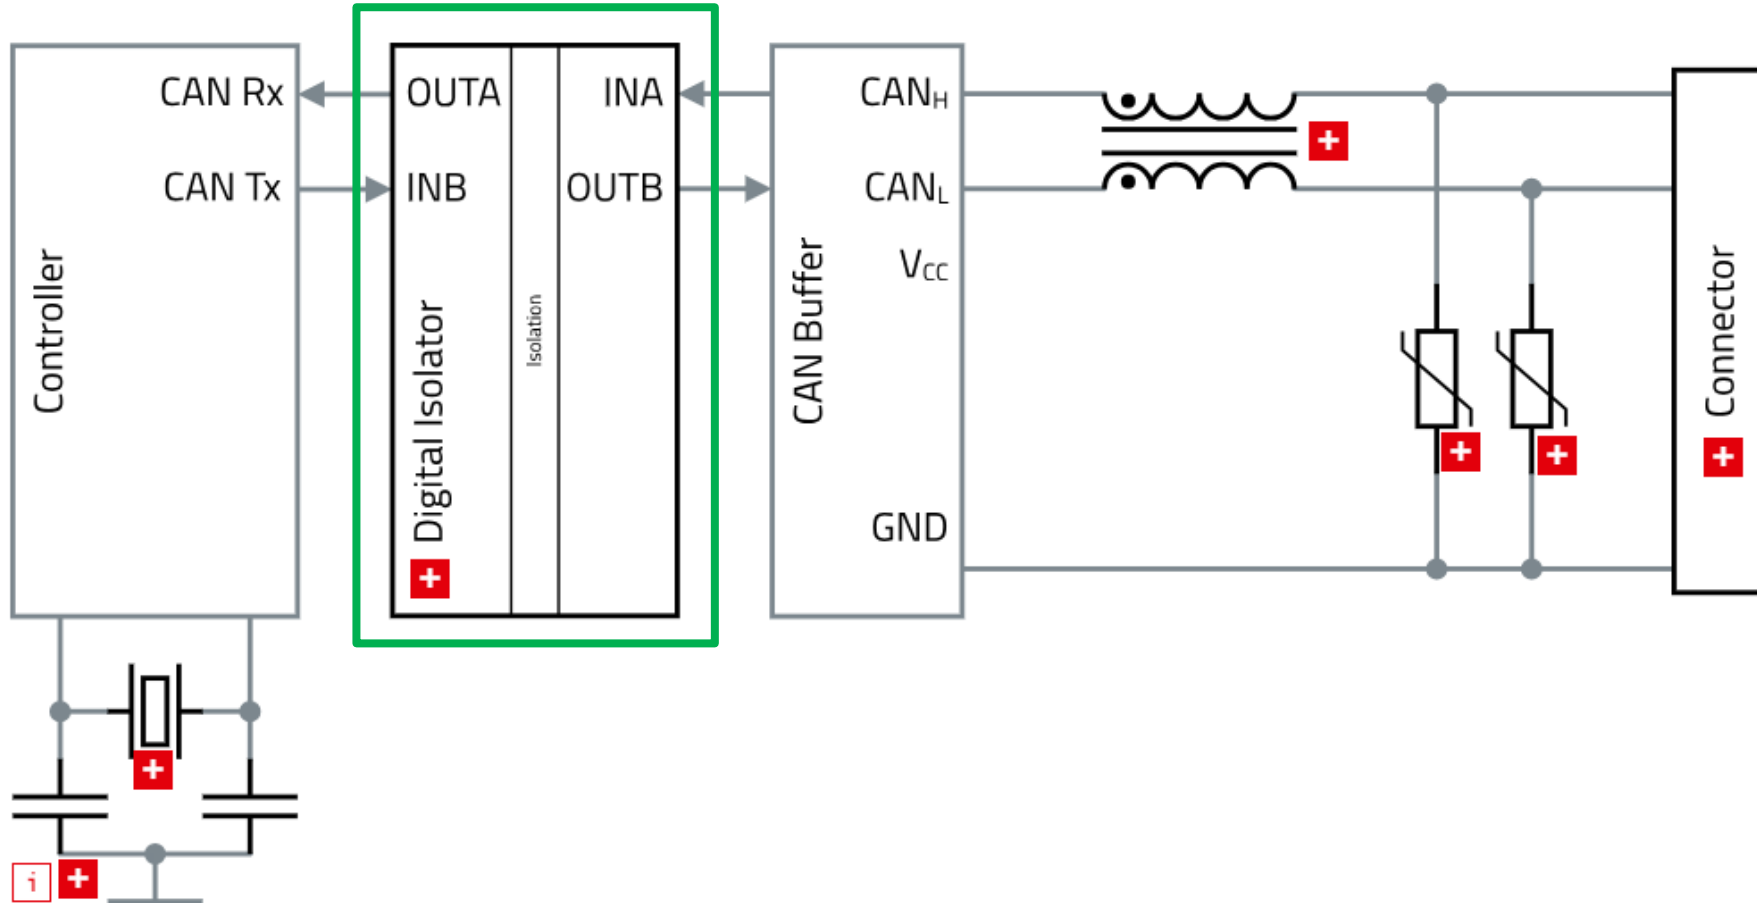 CAN Rx
OUTA
INA
CANH
CAN Tx
INB
OUTB
CANL
VCC
GND
Controller
Digital Isolator
Isolation
CAN Buffer
Connector
i